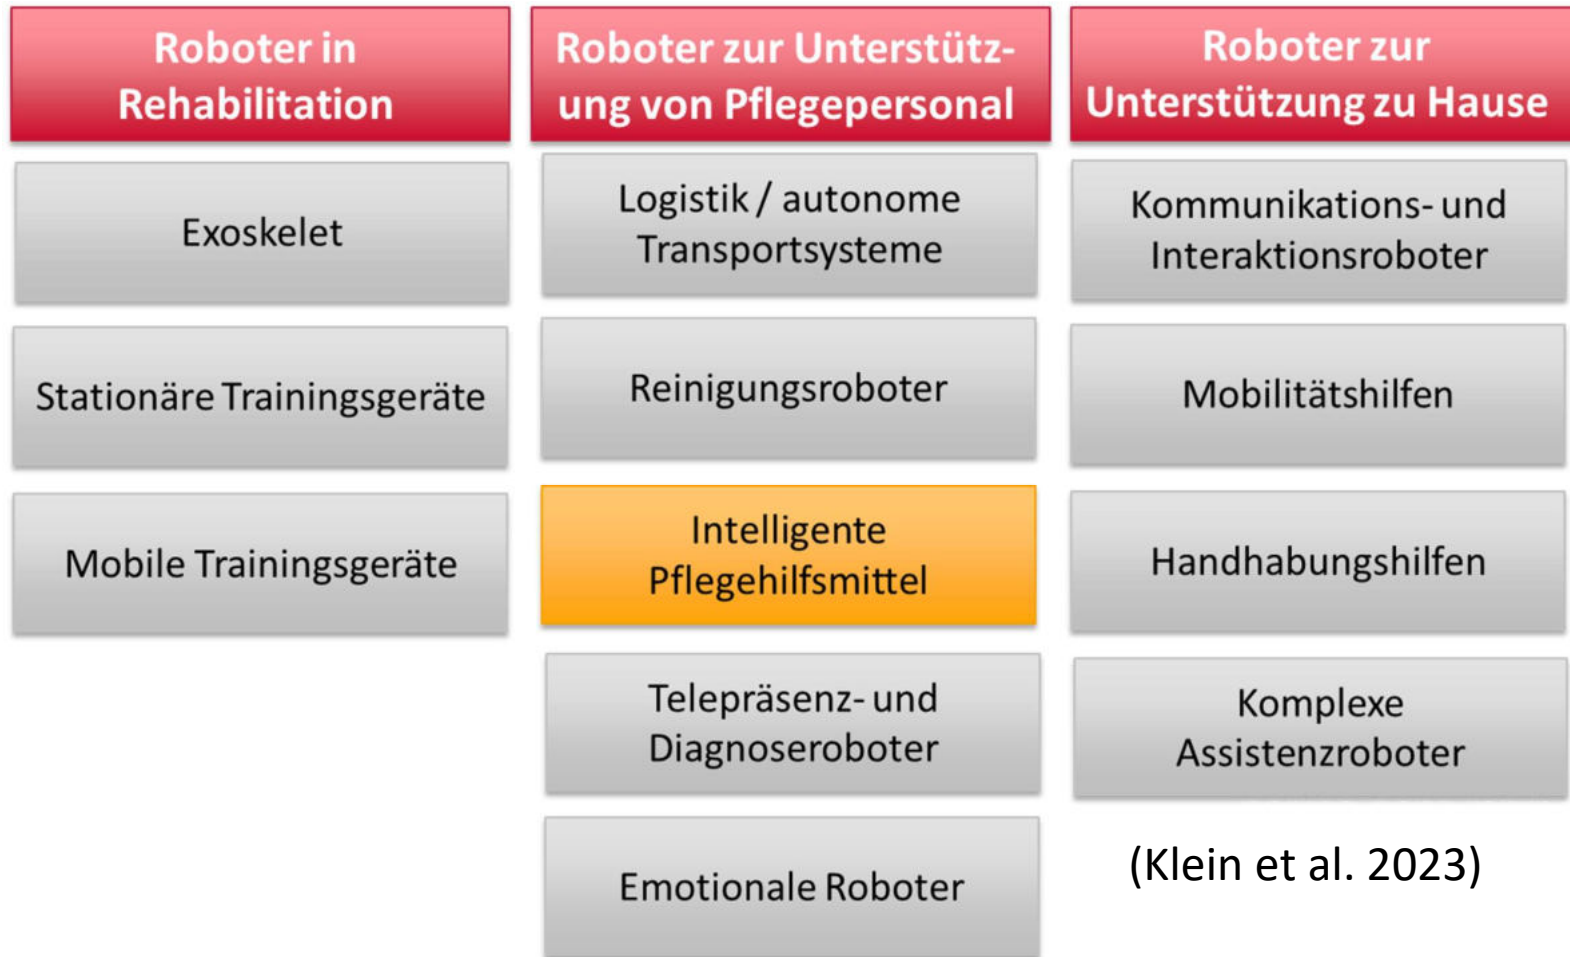 Roboter in
Rehabilitation
Exoskelet
Stationäre Trainingsgeräte
Mobile Trainingsgeräte
Roboter zur Unterstütz-
ung von Pflegepersonal
Logistik / autonome
Transportsysteme
Reinigungsroboter
Intelligente
Pflegehilfsmittel
Telepräsenz- und
Diagnoseroboter
Emotionale Roboter
Roboter zur
Unterstützung zu Hause
Kommunikations- und
Interaktionsroboter
Mobilitätshilfen
Handhabungshilfen
Komplexe
Assistenzroboter
(Klein et al. 2023)